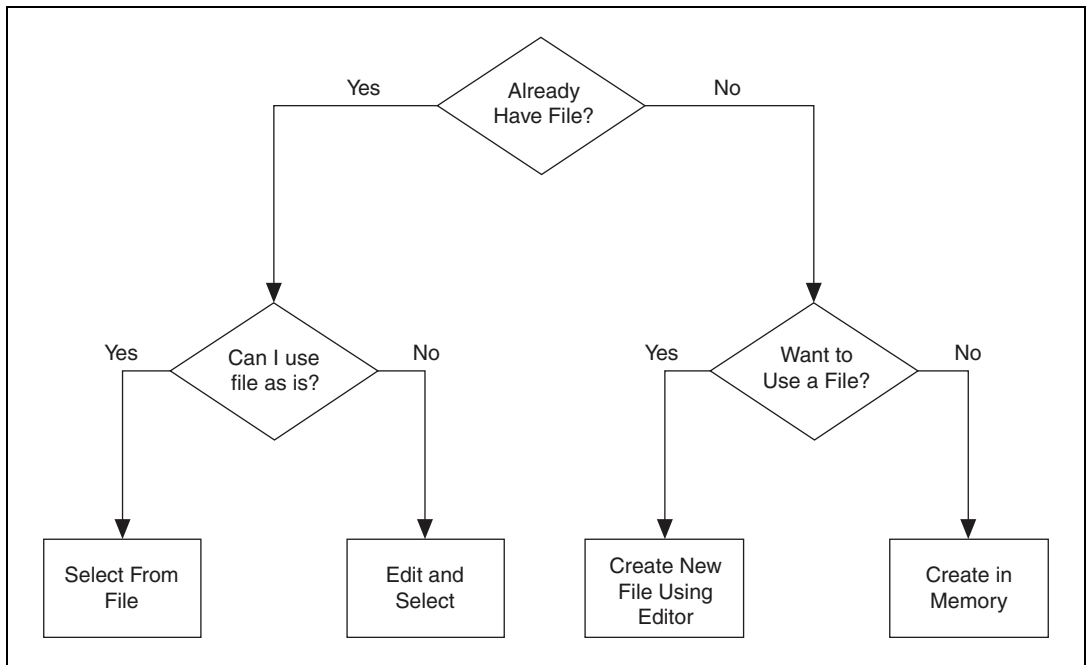 Already
Have File?
Yes
No
Can I use
file as is?
Yes
No
Want to
Use a File?
Yes
No
Select From
File
Edit and
Select
Create New
File Using
Editor
Create in
Memory